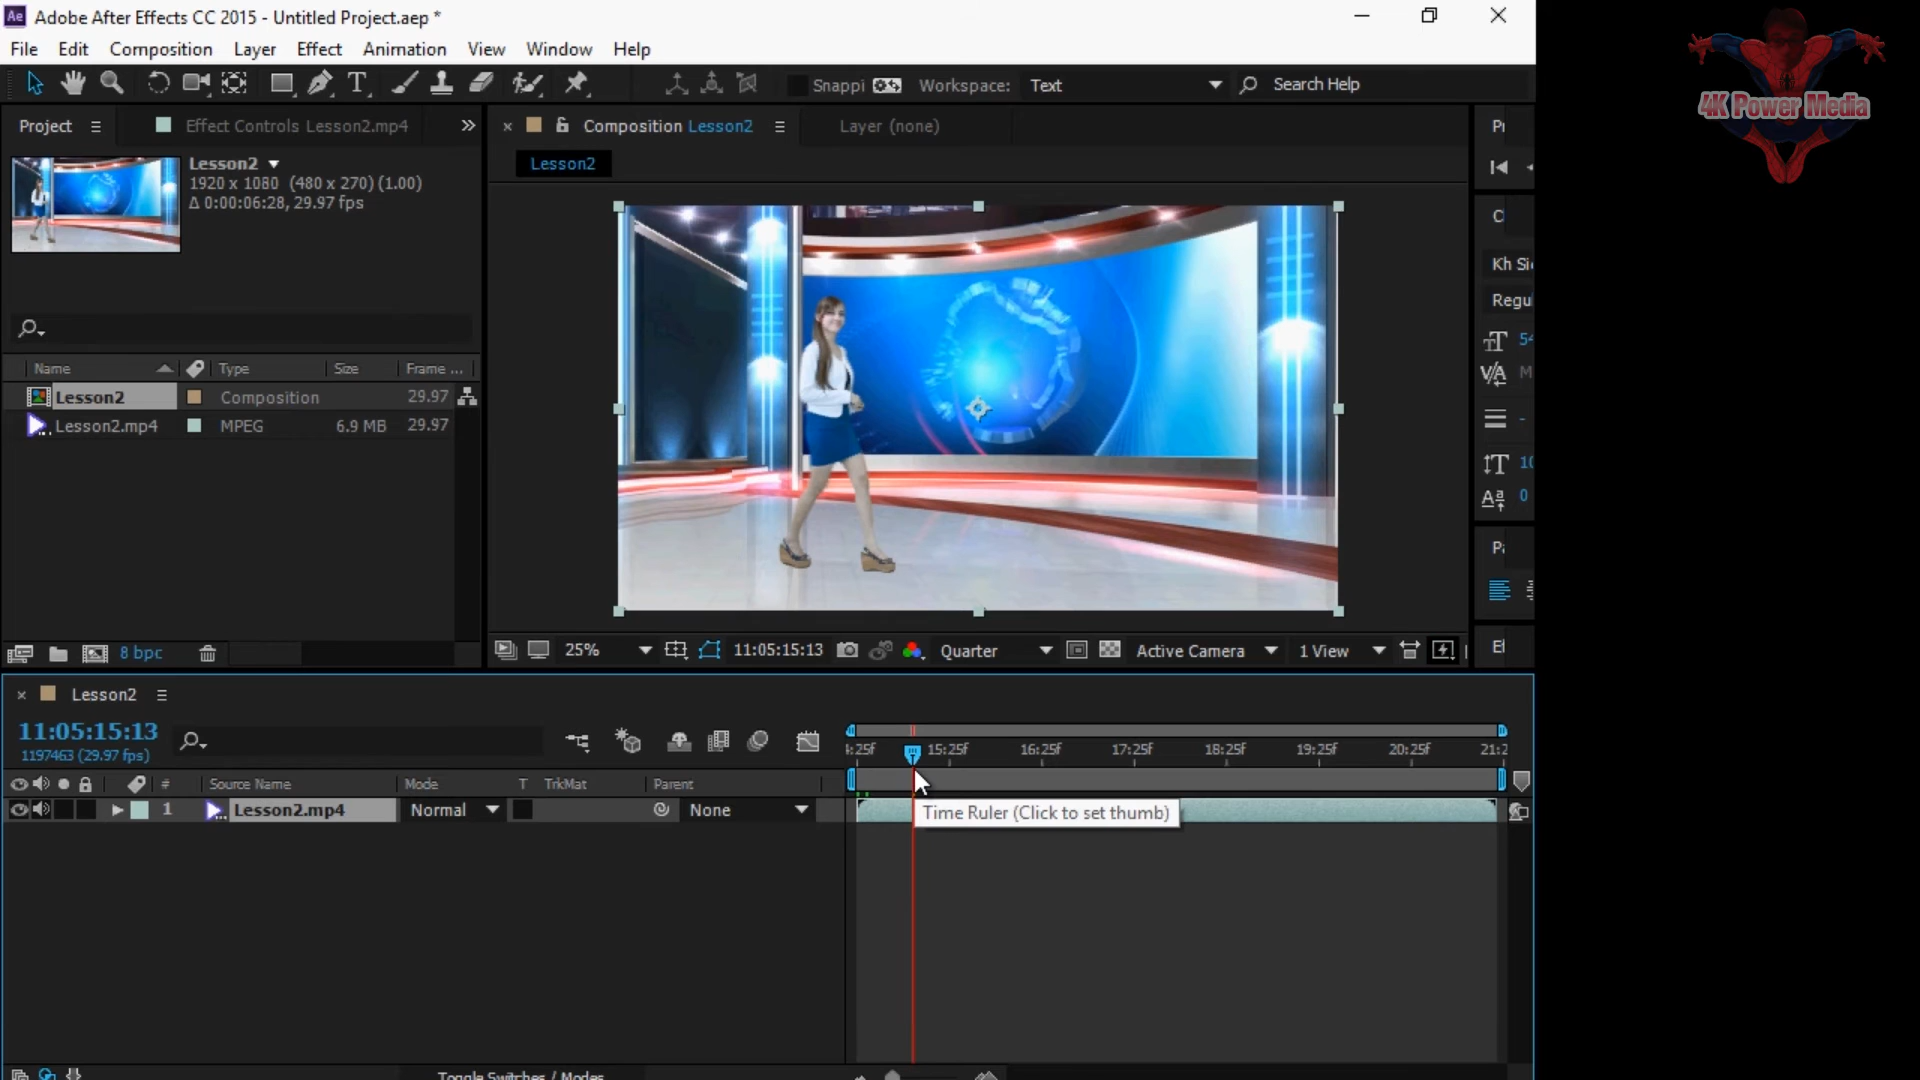 Adobe After Effects CC 2015 - Untitled Project.aep *
File Edit Composition Layer Effect Animation View Window Help
Snappi Workspace: Text Search Help
4K Power Media
Project Effect Controls Lesson2.mp4
Composition Lesson2 Layer (none)
Lesson2
1920 x 1080 (480 x 270) (1.00)
Δ 0:00:06:28, 29.97 fps
Lesson2
Kh Si
Regu
Name Type Size Frame ...
Lesson2 Composition 29.97
Lesson2.mp4 MPEG 6.9 MB 29.97
8 bpc
25% 11:05:15:13 Quarter Active Camera 1 View
Lesson2
11:05:15:13
1197463 (29.97 fps)
15:25f 16:25f 17:25f 18:25f 19:25f 20:25f 21:2
Source Name Mode T TrkMat Parent
1 Lesson2.mp4 Normal None
Time Ruler (Click to set thumb)
Toggle Switches / Modes